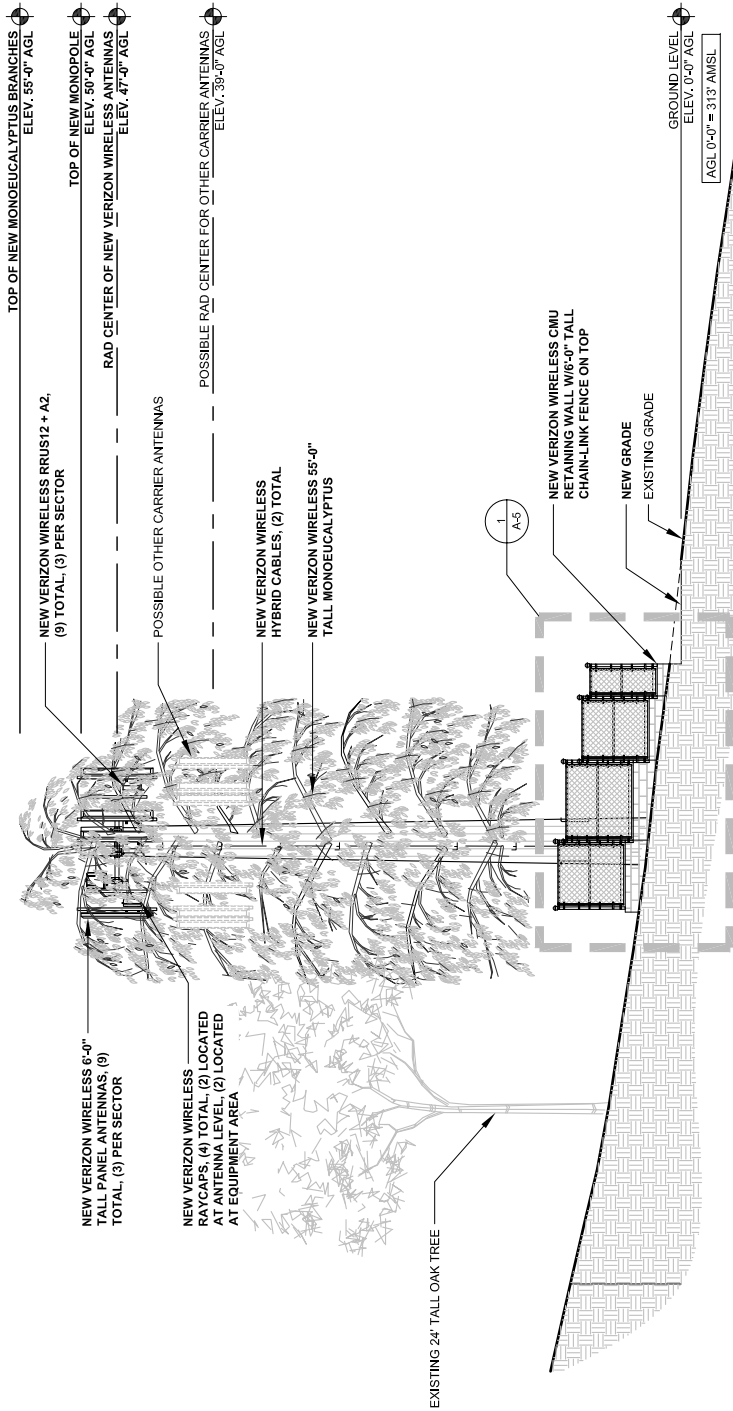 TOP OF NEW MONOEUCALYPTUS BRANCHES
ELEV. 55'-0" AGL
TOP OF NEW MONOPOLE
ELEV. 50'-0" AGL
RAD CENTER OF NEW VERIZON WIRELESS ANTENNAS
ELEV. 47'-0" AGL
POSSIBLE RAD CENTER FOR OTHER CARRIER ANTENNAS
ELEV. 39'-0" AGL
GROUND LEVEL
ELEV. 0'-0" AGL
AGL 0'-0" = 313' AMSL
NEW VERIZON WIRELESS RRUS12 + A2,
(9) TOTAL, (3) PER SECTOR
POSSIBLE OTHER CARRIER ANTENNAS
NEW VERIZON WIRELESS
HYBRID CABLES, (2) TOTAL
NEW VERIZON WIRELESS 55'-0"
TALL MONOEUCALYPTUS
1
A-5
NEW VERIZON WIRELESS CMU
RETAINING WALL W/6'-0" TALL
CHAIN-LINK FENCE ON TOP
NEW GRADE
EXISTING GRADE
NEW VERIZON WIRELESS 6'-0"
TALL PANEL ANTENNAS, (9)
TOTAL, (3) PER SECTOR
NEW VERIZON WIRELESS
RAYCAPS, (4) TOTAL, (2) LOCATED
AT ANTENNA LEVEL, (2) LOCATED
AT EQUIPMENT AREA
EXISTING 24' TALL OAK TREE